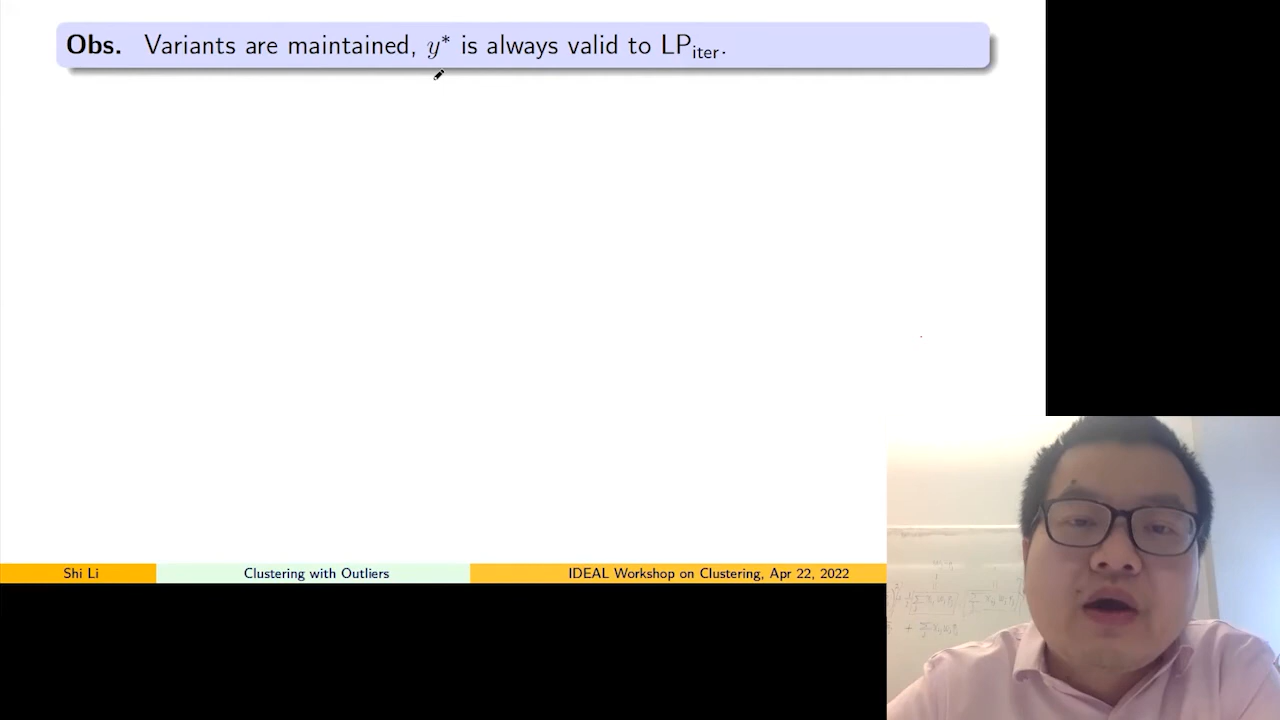 Obs. Variants are maintained, y* is always valid to LP_iter.
Shi Li
Clustering with Outliers
IDEAL Workshop on Clustering, Apr 22, 2022